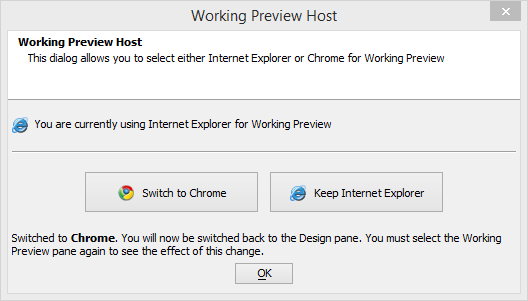 Working Preview Host
Working Preview Host
This dialog allows you to select either Internet Explorer or Chrome for Working Preview
You are currently using Internet Explorer for Working Preview
Switch to Chrome
Keep Internet Explorer
Switched to Chrome. You will now be switched back to the Design pane. You must select the Working
Preview pane again to see the effect of this change.
OK